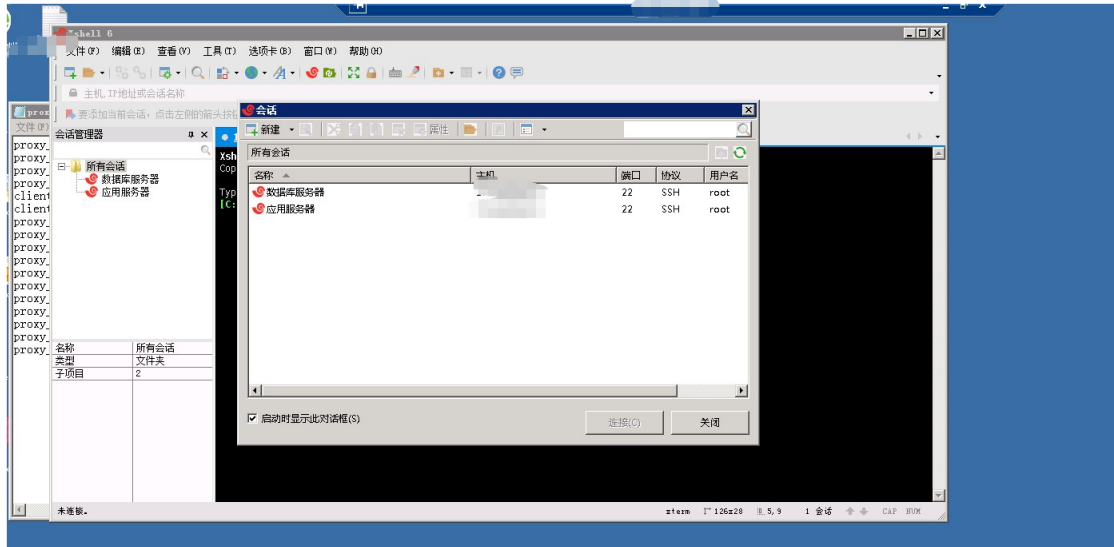 shell 6
文件(F) 编辑(E) 查看(V) 工具(T) 选项卡(B) 窗口(W) 帮助(H)
主机,IP地址或会话名称
要添加当前会话,点击左侧的箭头按钮
会话管理器
所有会话
数据库服务器
应用服务器
名称 所有会话
类型 文件夹
子项目 2
文件(F)
proxy_
proxy_
proxy_
proxy_
client
client
proxy_
proxy_
proxy_
proxy_
proxy_
proxy_
proxy_
proxy_
proxy_
proxy_
proxy_
Xsh
Cop
Typ
[C:
会话
新建 属性
所有会话
名称 主机 端口 协议 用户名
数据库服务器 22 SSH root
应用服务器 22 SSH root
启动时显示此对话框(S)
连接(C) 关闭
未连接。 xterm 126x28 5,9 1 会话 CAP NUM